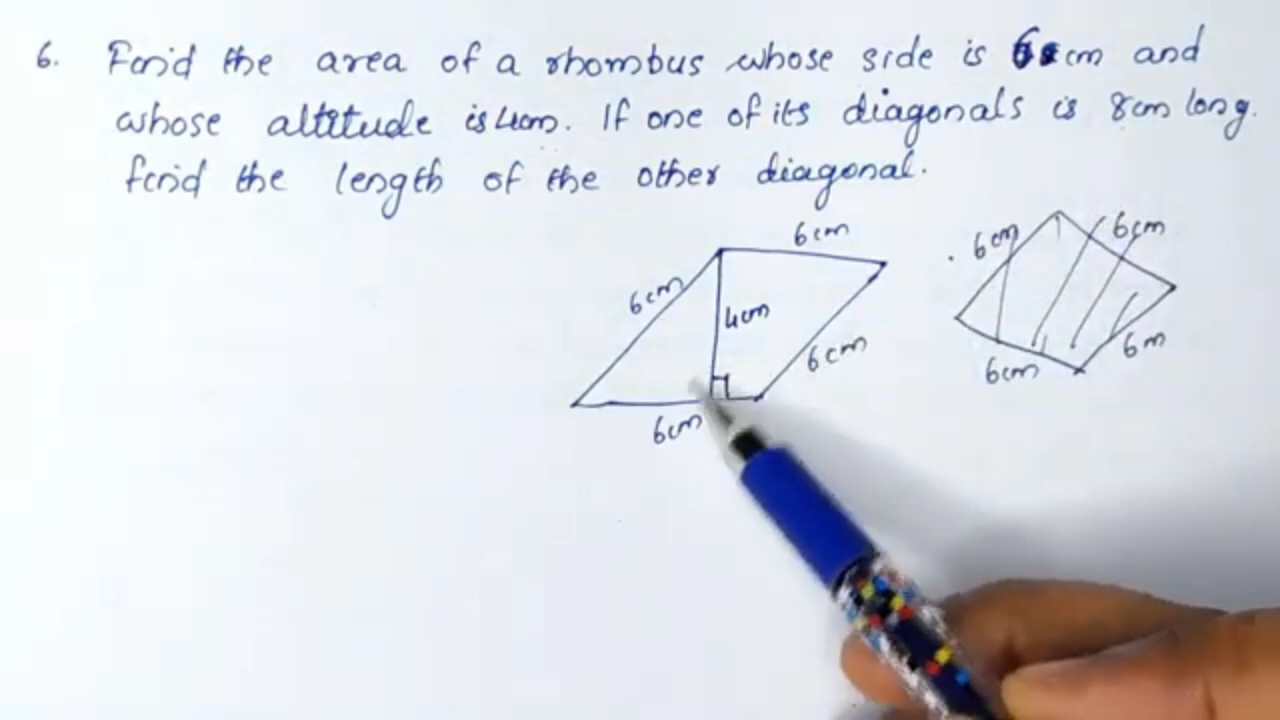 6. Find the area of a rhombus whose side is 6cm and
whose altitude is 4cm. If one of its diagonals is 8cm long.
find the length of the other diagonal.
6cm
6cm
4cm
6cm
6cm
6cm
6cm
6cm
6m